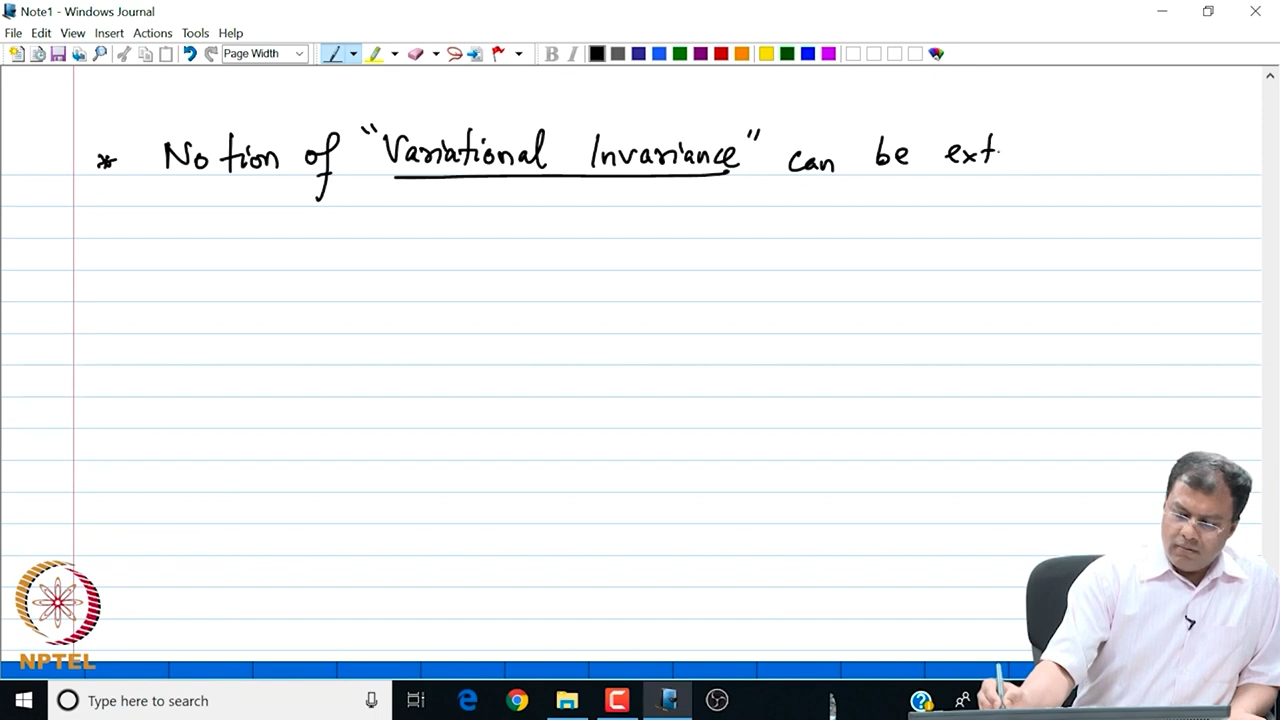 Note1 - Windows Journal
File Edit View Insert Actions Tools Help
Page Width B I
* Notion of "Variational Invariance" can be ext
NPTEL
Type here to search